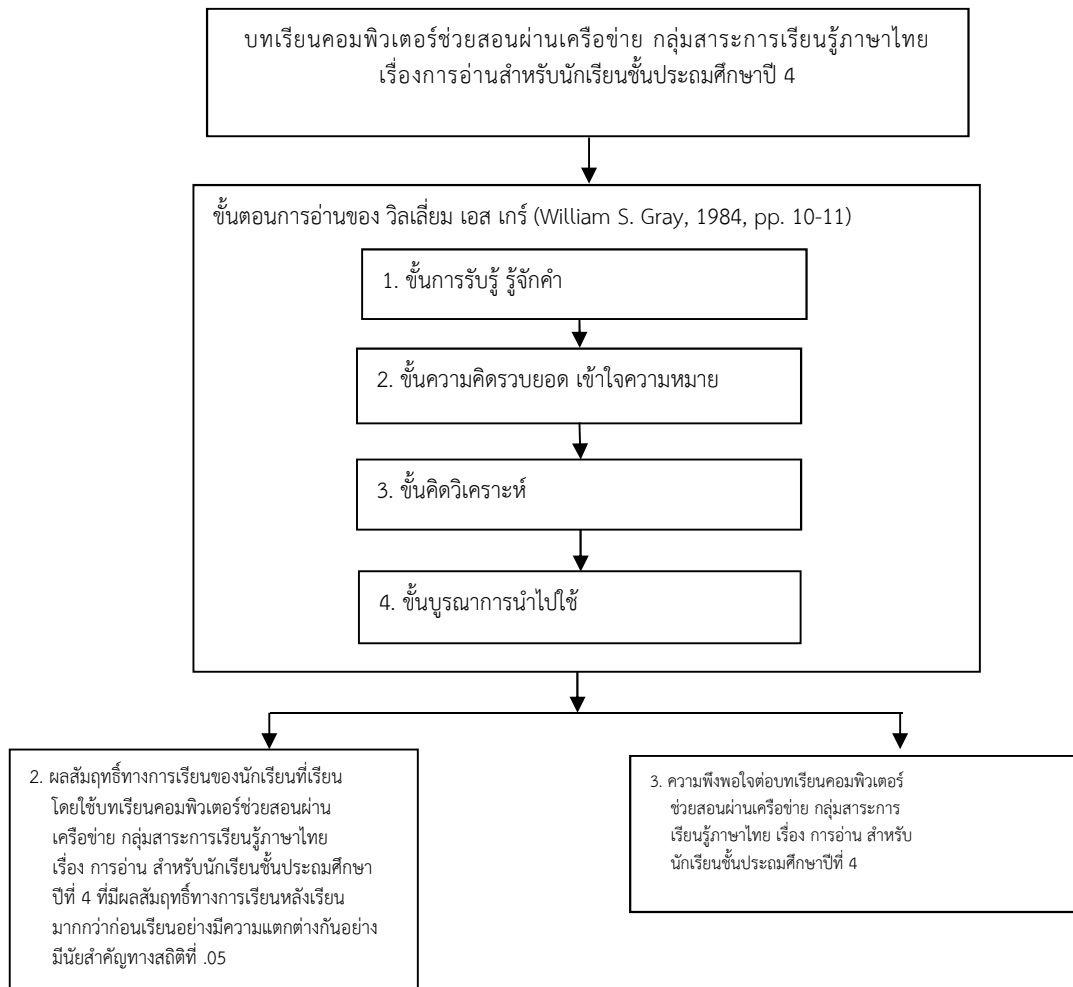 บทเรียนคอมพิวเตอร์ช่วยสอนผ่านเครือข่าย กลุ่มสาระการเรียนรู้ภาษาไทย
เรื่องการอ่านสำหรับนักเรียนชั้นประถมศึกษาปี 4
ขั้นตอนการอ่านของ วิลเลี่ยม เอส เกร์ (William S. Gray, 1984, pp. 10-11)
1. ขั้นการรับรู้ รู้จักคำ
2. ขั้นความคิดรวบยอด เข้าใจความหมาย
3. ขั้นคิดวิเคราะห์
4. ขั้นบูรณาการนำไปใช้
2. ผลสัมฤทธิ์ทางการเรียนของนักเรียนที่เรียน
โดยใช้บทเรียนคอมพิวเตอร์ช่วยสอนผ่าน
เครือข่าย กลุ่มสาระการเรียนรู้ภาษาไทย
เรื่อง การอ่าน สำหรับนักเรียนชั้นประถมศึกษา
ปีที่ 4 ที่มีผลสัมฤทธิ์ทางการเรียนหลังเรียน
มากกว่าก่อนเรียนอย่างมีความแตกต่างกันอย่าง
มีนัยสำคัญทางสถิติที่ .05
3. ความพึงพอใจต่อบทเรียนคอมพิวเตอร์
ช่วยสอนผ่านเครือข่าย กลุ่มสาระการ
เรียนรู้ภาษาไทย เรื่อง การอ่าน สำหรับ
นักเรียนชั้นประถมศึกษาปีที่ 4